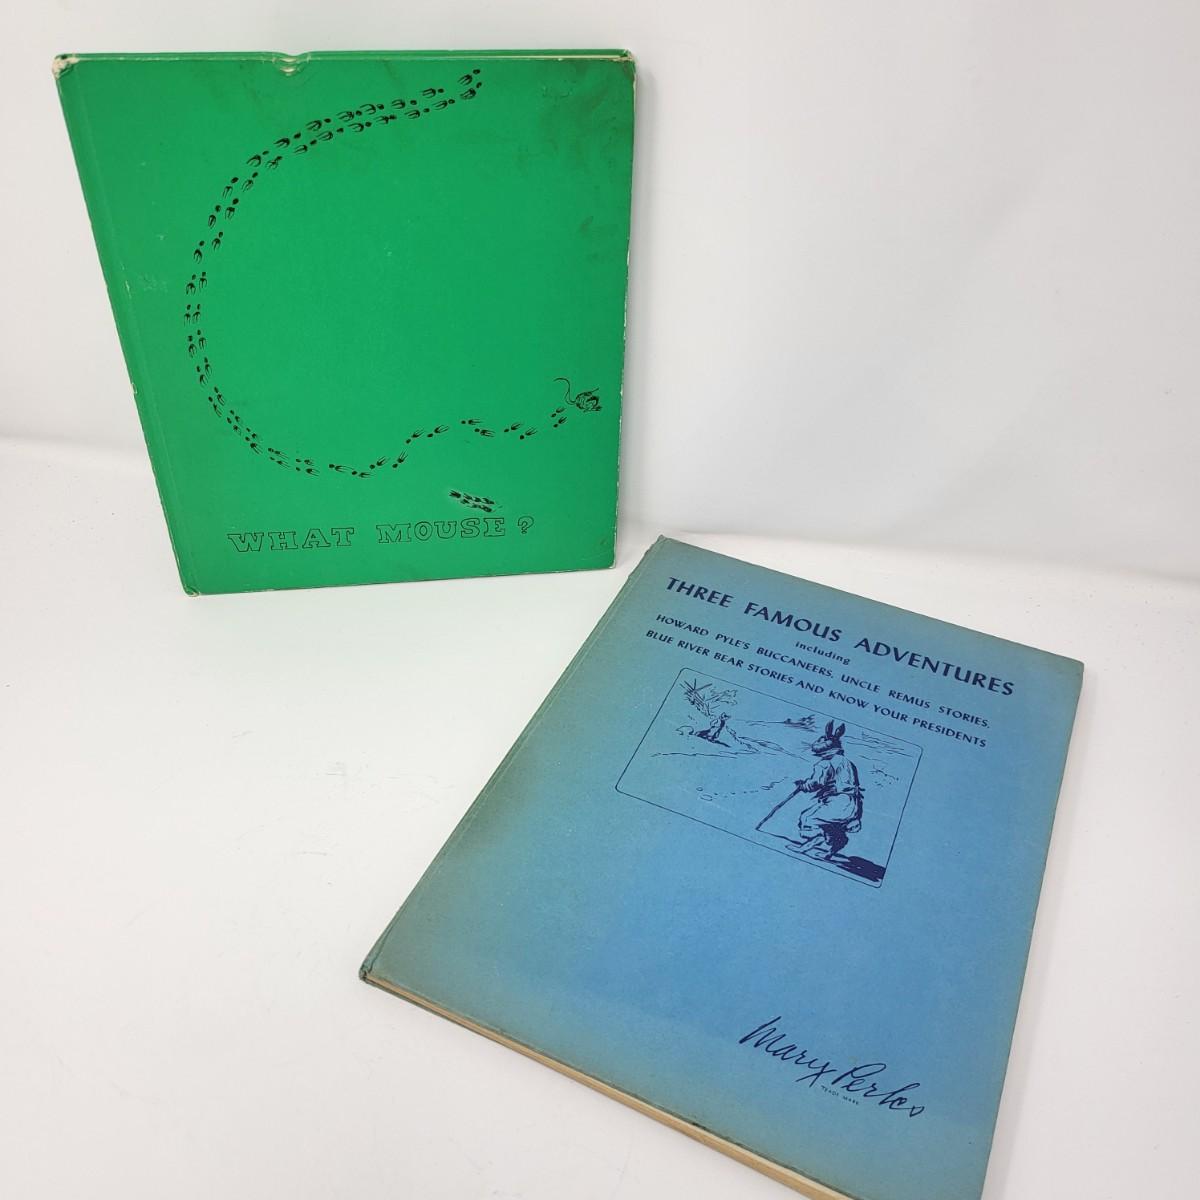 WHAT MOUSE?
THREE FAMOUS ADVENTURES
including
HOWARD PYLE'S BUCCANEERS, UNCLE REMUS STORIES,
BLUE RIVER BEAR STORIES AND KNOW YOUR PRESIDENTS
Mary Perks
TRADE MARK